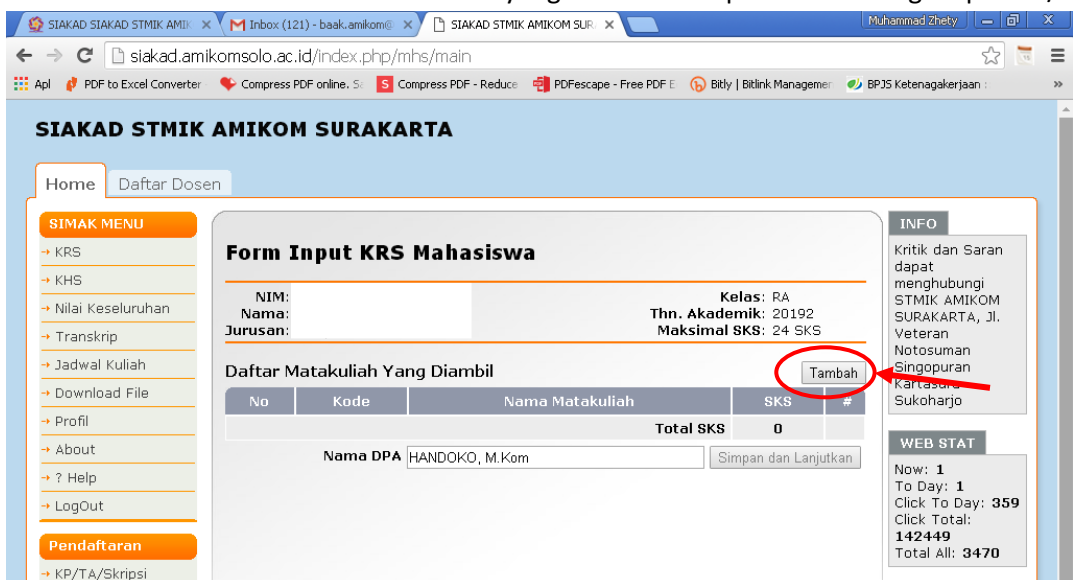 SIAKAD SIAKAD STMIK AMI
Inbox (121) - baak.amikom@
SIAKAD STMIK AMIKOM SUR
Muhammad Zhety
siakad.amikomsolo.ac.id/index.php/mhs/main
Apl
PDF to Excel Converter
Compress PDF online.
Compress PDF - Reduce
PDFescape - Free PDF E
Bitly | Bitlink Managemer
BPJS Ketenagakerjaan
SIAKAD STMIK AMIKOM SURAKARTA
Home
Daftar Dosen
SIMAK MENU
KRS
KHS
Nilai Keseluruhan
Transkrip
Jadwal Kuliah
Download File
Profil
About
? Help
LogOut
Pendaftaran
KP/TA/Skripsi
Form Input KRS Mahasiswa
NIM:
Nama:
Jurusan:
Kelas: RA
Thn. Akademik: 20192
Maksimal SKS: 24 SKS
Daftar Matakuliah Yang Diambil
Tambah
No Kode Nama Matakuliah SKS #
Total SKS 0
Nama DPA HANDOKO, M.Kom Simpan dan Lanjutkan
INFO
Kritik dan Saran
dapat
menghubungi
STMIK AMIKOM
SURAKARTA, Jl.
Veteran
Notosuman
Singopuran
Kartasura
Sukoharjo
WEB STAT
Now: 1
To Day: 1
Click To Day: 359
Click Total:
142449
Total All: 3470